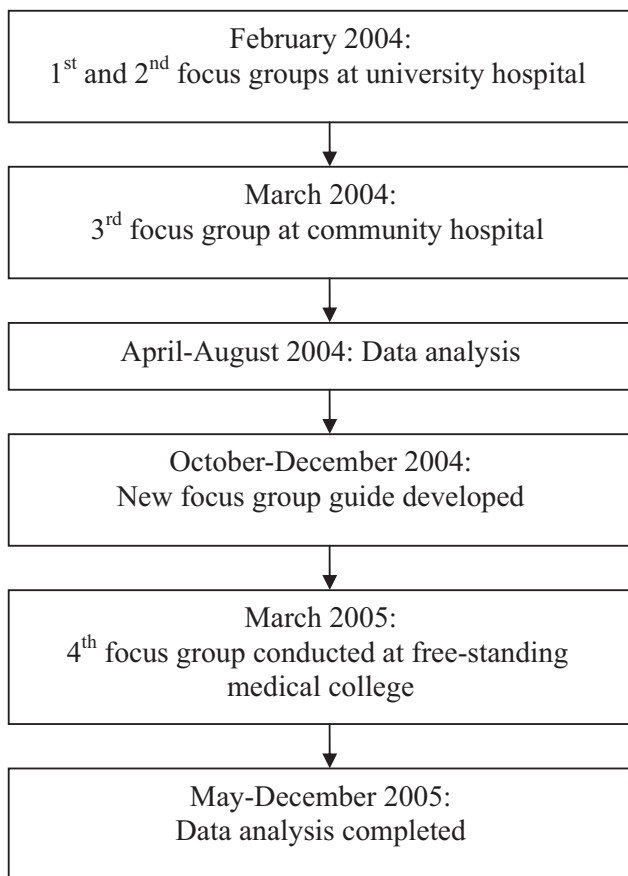 February 2004:
1st and 2nd focus groups at university hospital
March 2004:
3rd focus group at community hospital
April-August 2004: Data analysis
October-December 2004:
New focus group guide developed
March 2005:
4th focus group conducted at free-standing
medical college
May-December 2005:
Data analysis completed